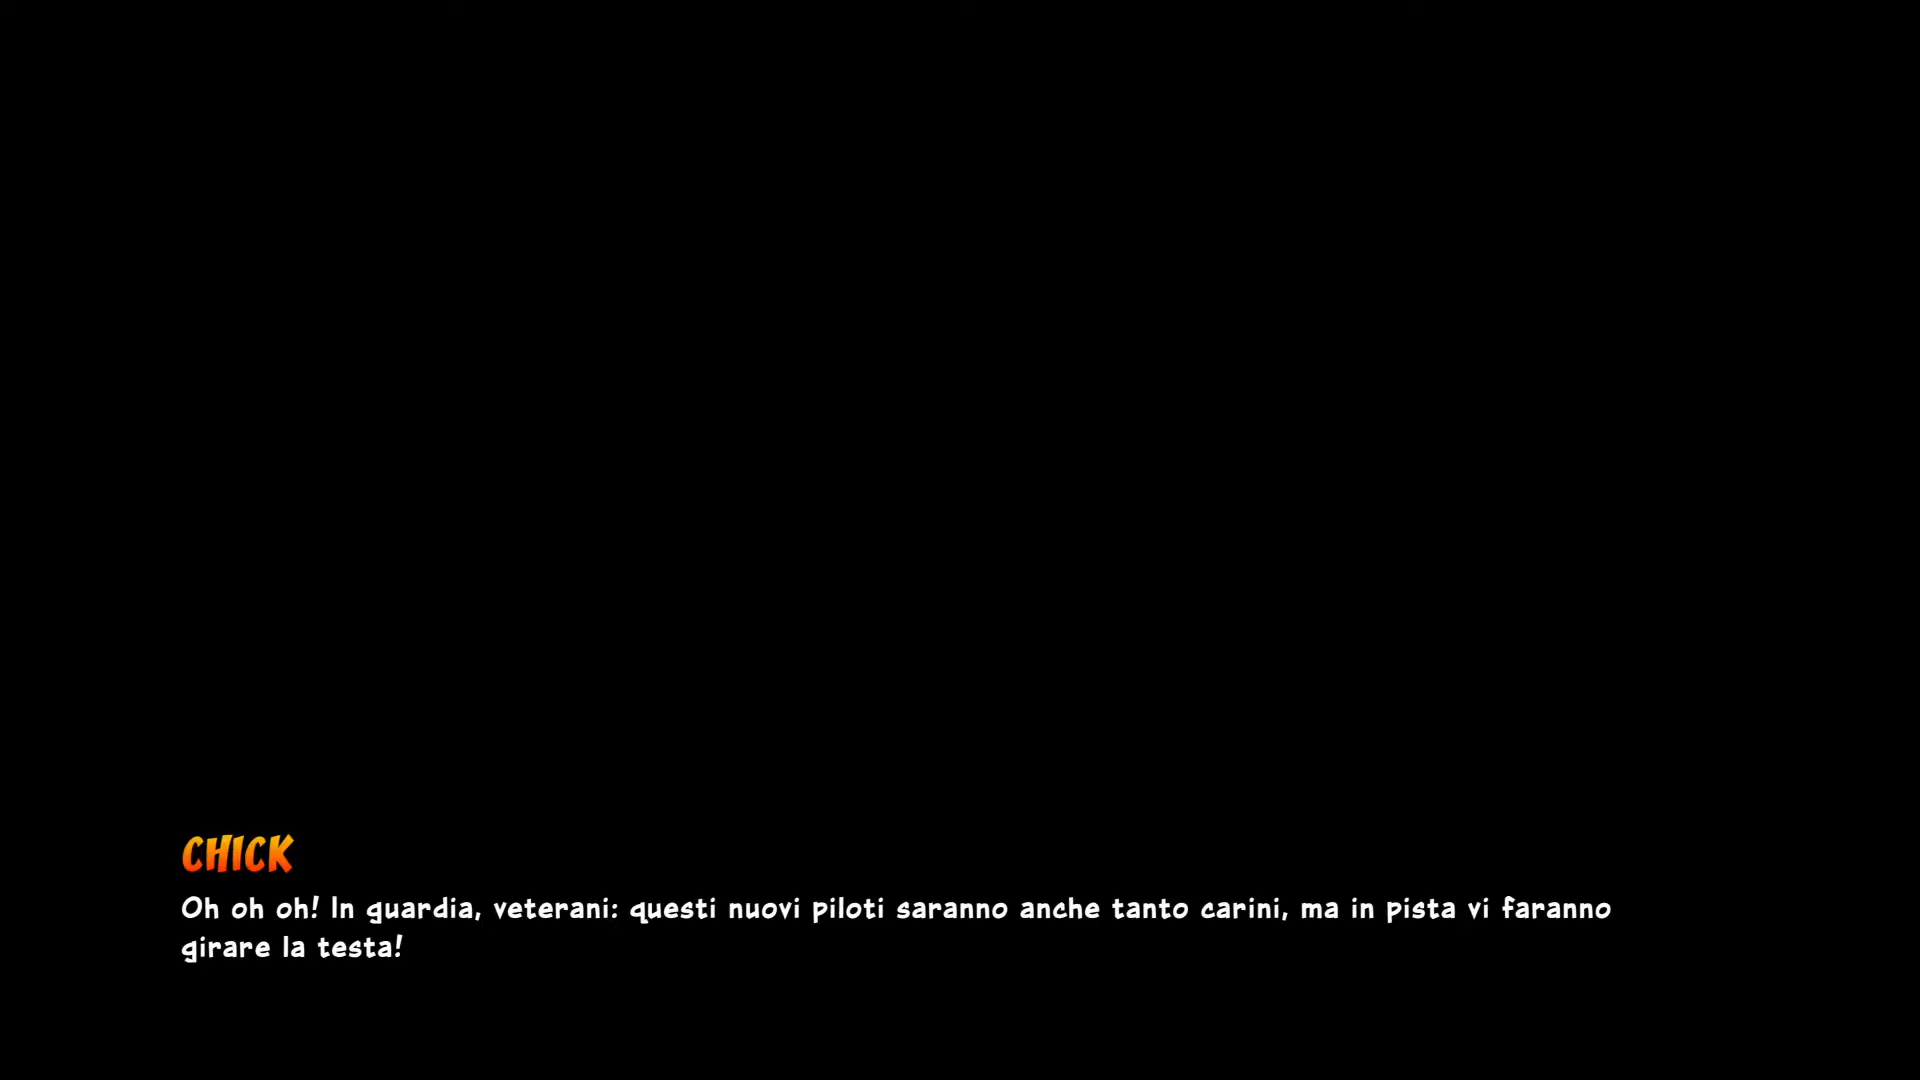 CHICK
Oh oh oh! In guardia, veterani: questi nuovi piloti saranno anche tanto carini, ma in pista vi faranno
girare la testa!